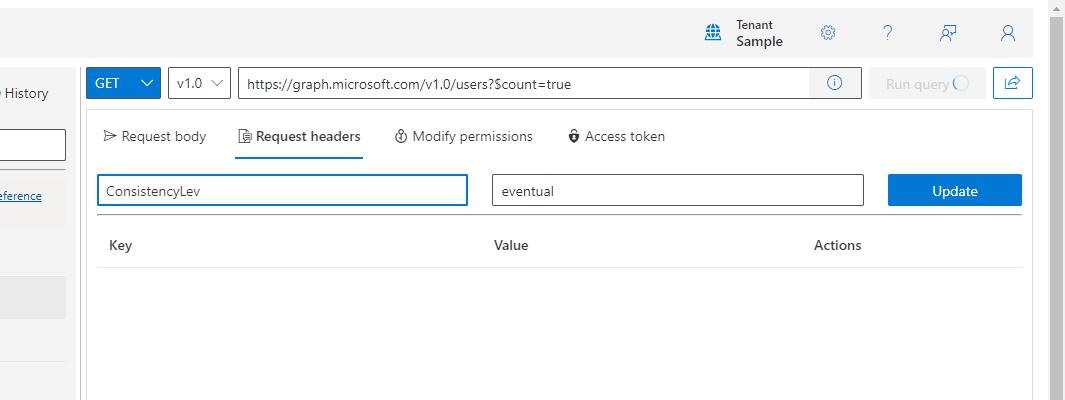 Tenant
Sample
?
History
GET
v1.0
https://graph.microsoft.com/v1.0/users?$count=true
Run query
Request body
Request headers
Modify permissions
Access token
eference
ConsistencyLev
eventual
Update
Key
Value
Actions